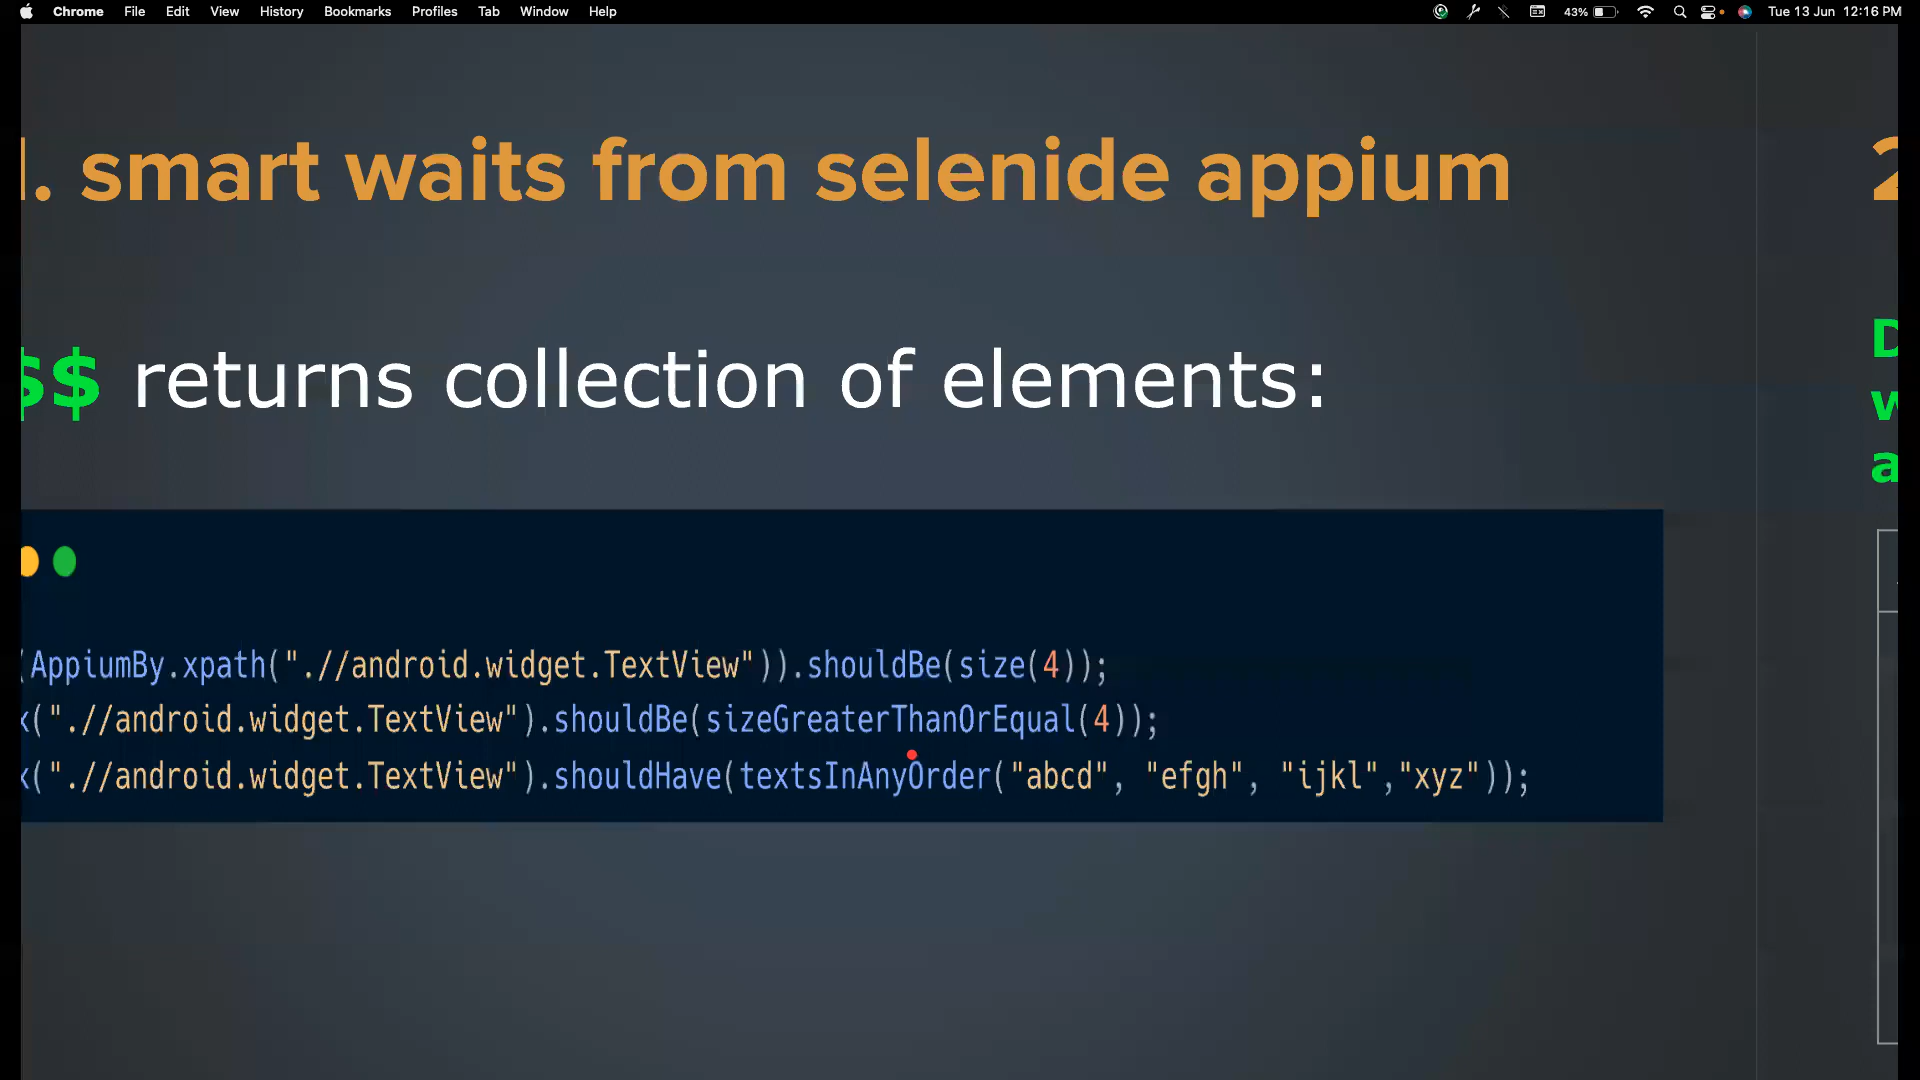 Chrome File Edit View History Bookmarks Profiles Tab Window Help 43% Tue 13 Jun 12:16 PM
. smart waits from selenide appium
$$ returns collection of elements:
(AppiumBy.xpath(".//android.widget.TextView")).shouldBe(size(4));
x(".//android.widget.TextView").shouldBe(sizeGreaterThanOrEqual(4));
x(".//android.widget.TextView").shouldHave(textsInAnyOrder("abcd", "efgh", "ijkl","xyz"));
2
D
w
a